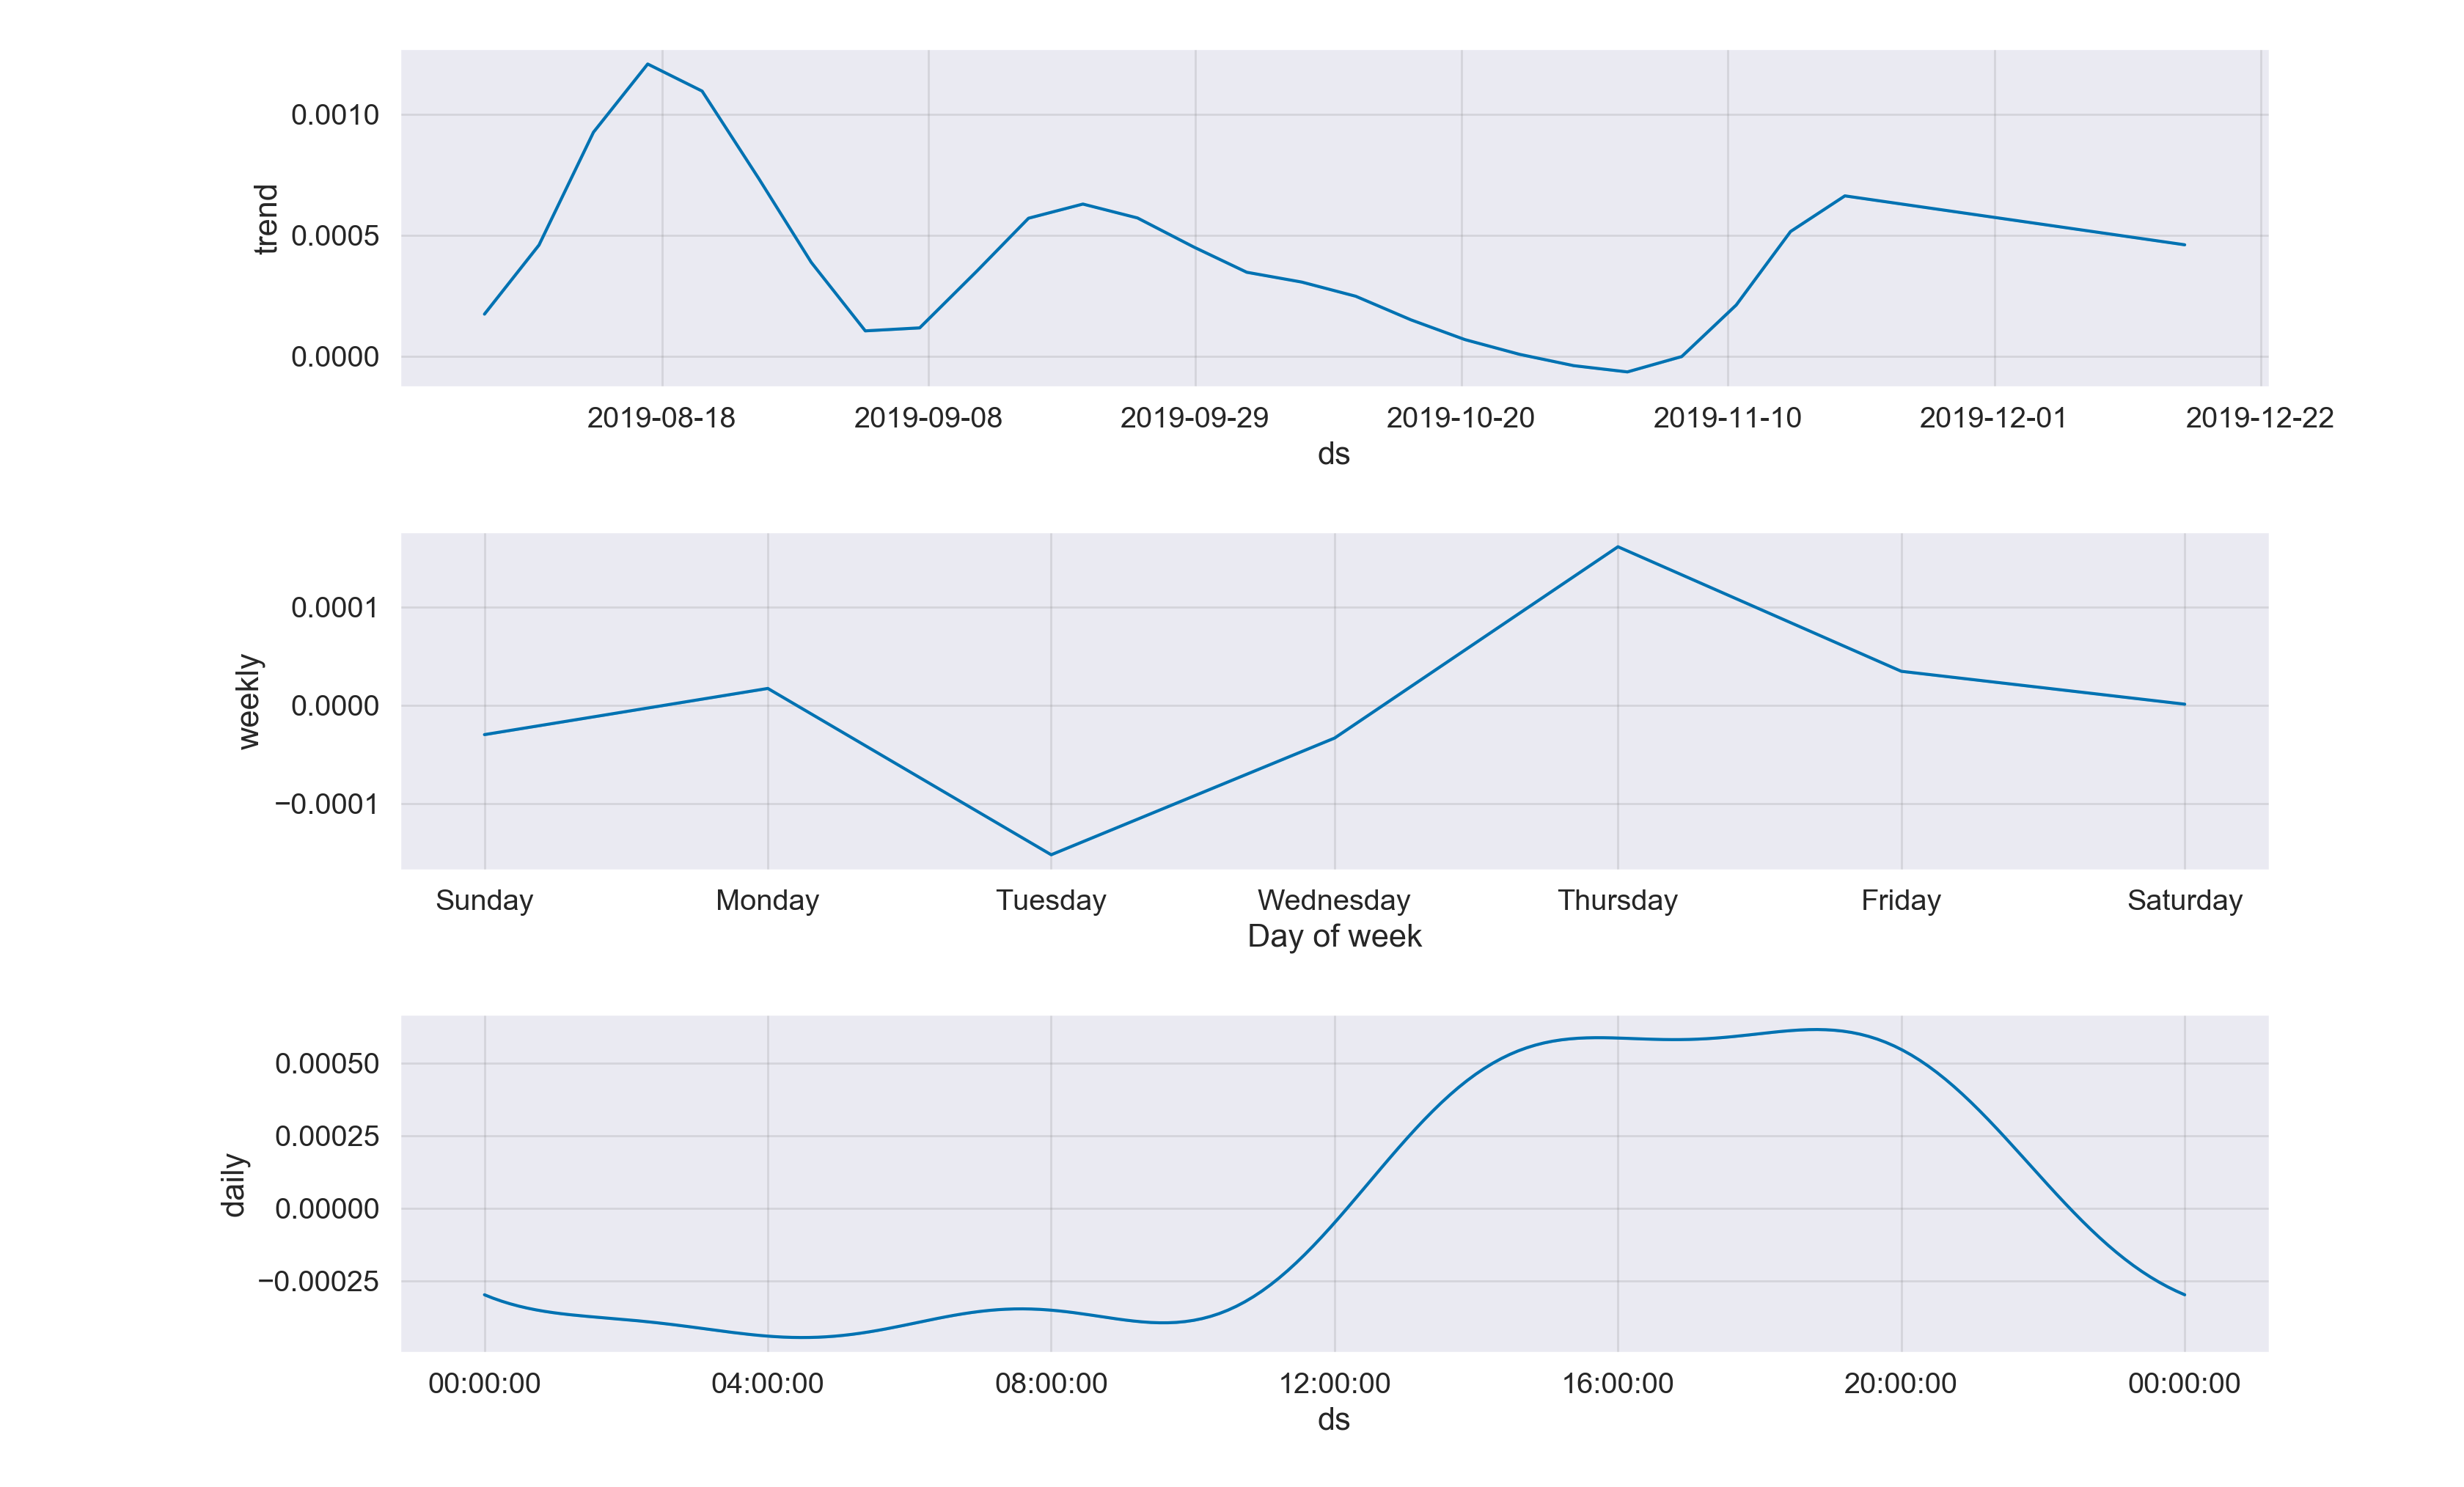 trend
0.0010
0.0005
0.0000
2019-08-18 2019-09-08 2019-09-29 2019-10-20 2019-11-10 2019-12-01 2019-12-22
ds
weekly
0.0001
0.0000
−0.0001
Sunday Monday Tuesday Wednesday Thursday Friday Saturday
Day of week
daily
0.00050
0.00025
0.00000
−0.00025
00:00:00 04:00:00 08:00:00 12:00:00 16:00:00 20:00:00 00:00:00
ds